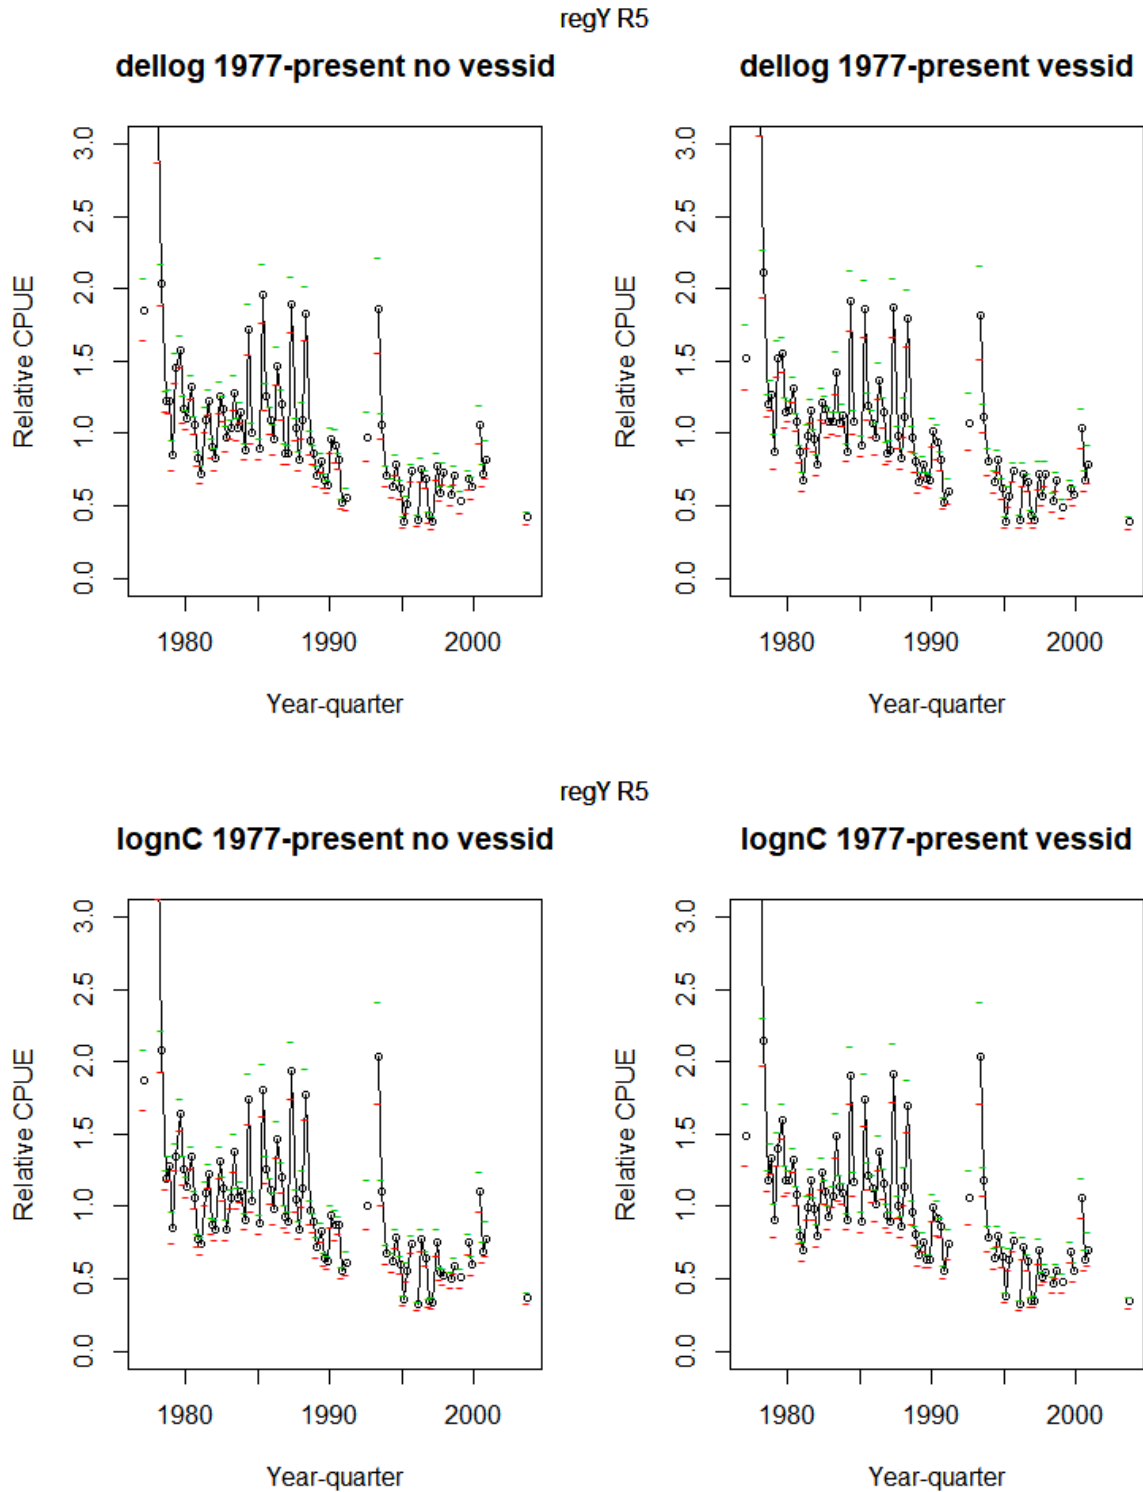 regY R5
dellog 1977-present no vessid
dellog 1977-present vessid
Relative CPUE
3.0
2.5
2.0
1.5
1.0
0.5
0.0
1980 1990 2000
Year-quarter
Relative CPUE
3.0
2.5
2.0
1.5
1.0
0.5
0.0
1980 1990 2000
Year-quarter
regY R5
lognC 1977-present no vessid
lognC 1977-present vessid
Relative CPUE
3.0
2.5
2.0
1.5
1.0
0.5
0.0
1980 1990 2000
Year-quarter
Relative CPUE
3.0
2.5
2.0
1.5
1.0
0.5
0.0
1980 1990 2000
Year-quarter